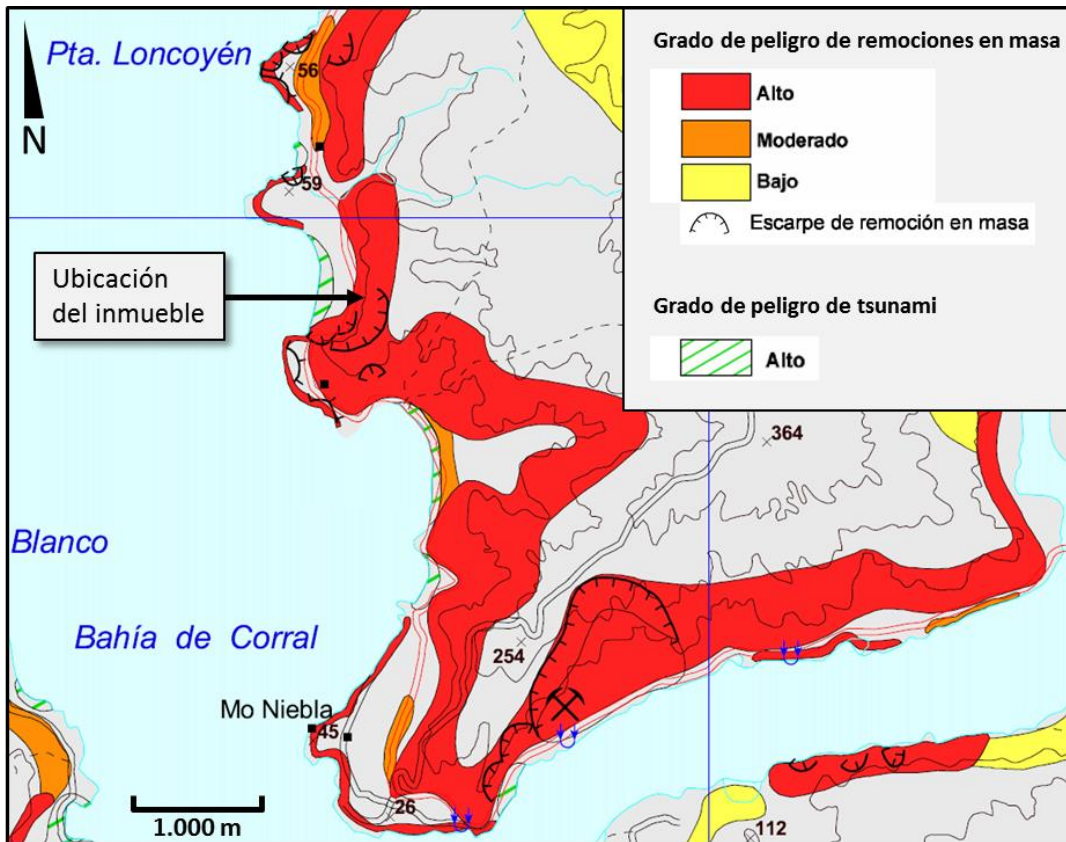 Pta. Loncoyén
N
56
59
Ubicación
del inmueble
Grado de peligro de remociones en masa
Alto
Moderado
Bajo
Escarpe de remoción en masa
Grado de peligro de tsunami
Alto
364
Blanco
Bahía de Corral
254
Mo Niebla
45
26
1.000 m
112